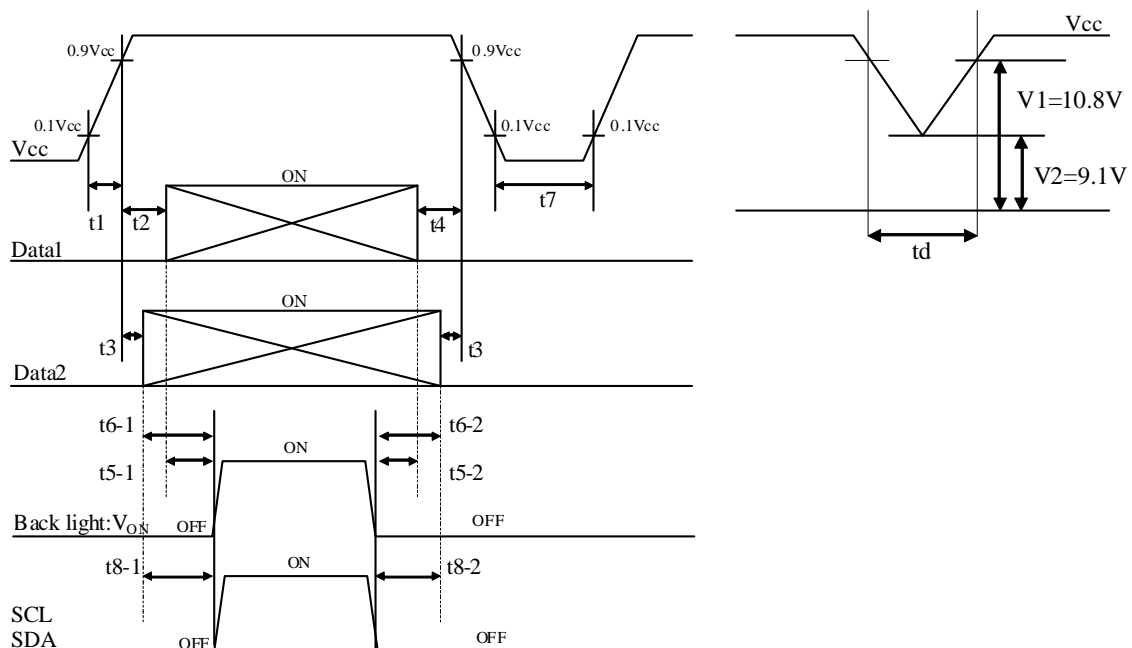 0.9Vcc
0.1Vcc
Vcc
0.9Vcc
0.1Vcc
0.1Vcc
t1
t2
ON
t4
t7
Data1
t3
ON
t3
Data2
t6-1
t6-2
ON
t5-1
t5-2
Back light:VON
OFF
OFF
t8-1
ON
t8-2
SCL
SDA
OFF
OFF
Vcc
V1=10.8V
V2=9.1V
td